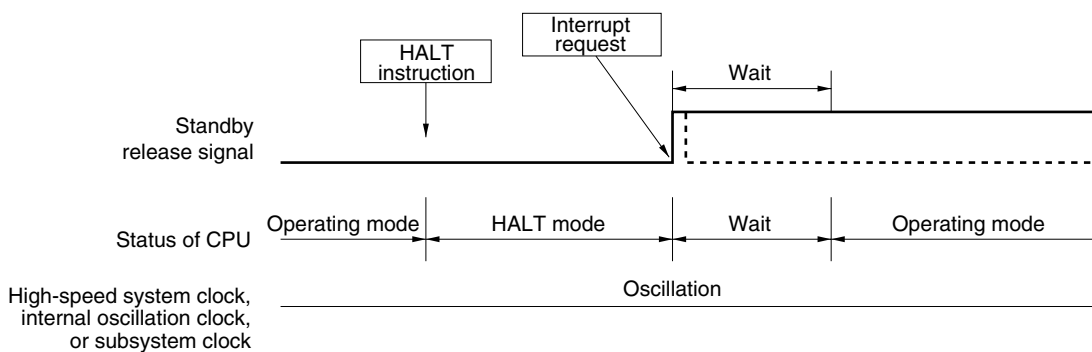 Interrupt
request
HALT
instruction
Wait
Standby
release signal
Status of CPU
Operating mode
HALT mode
Wait
Operating mode
High-speed system clock,
internal oscillation clock,
or subsystem clock
Oscillation